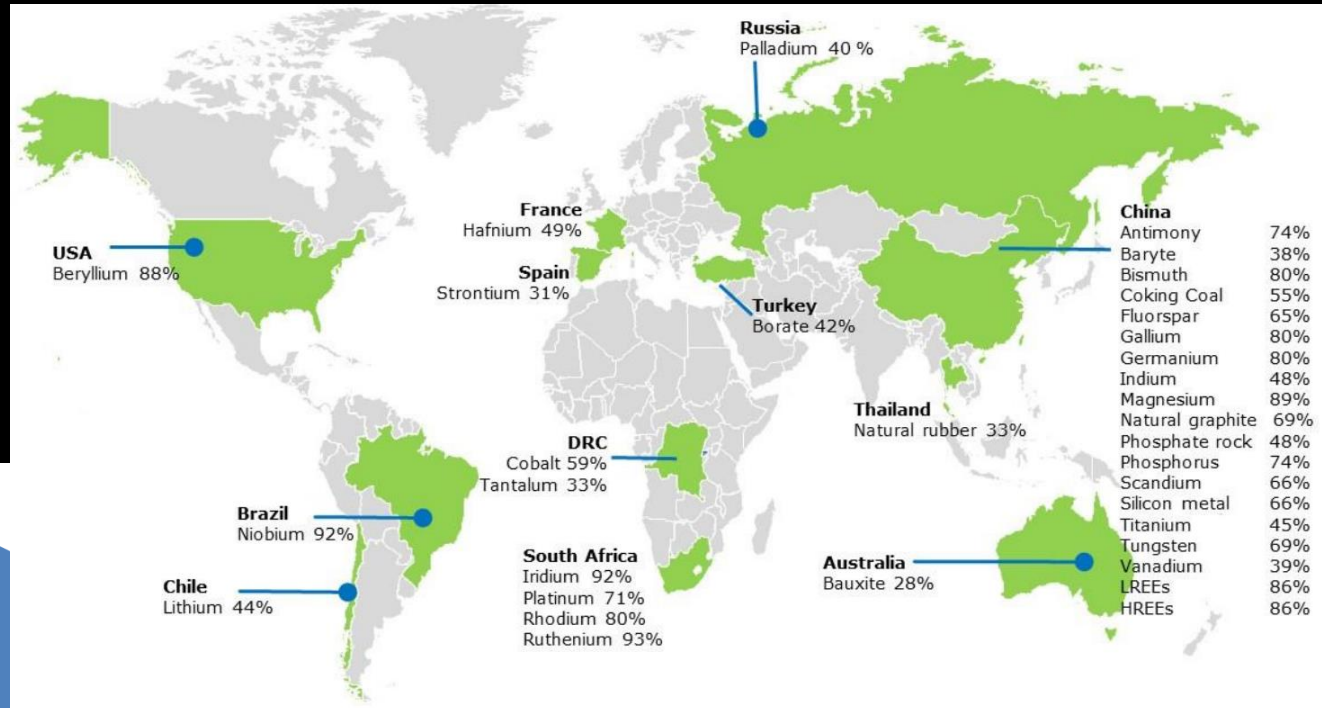 Russia
Palladium 40 %
France
Hafnium 49%
USA
Beryllium 88%
Spain
Strontium 31%
Turkey
Borate 42%
China
Antimony 74%
Baryte 38%
Bismuth 80%
Coking Coal 55%
Fluorspar 65%
Gallium 80%
Germanium 80%
Indium 48%
Magnesium 89%
Natural graphite 69%
Phosphate rock 48%
Phosphorus 74%
Scandium 66%
Silicon metal 66%
Titanium 45%
Tungsten 69%
Vanadium 39%
LREEs 86%
HREEs 86%
Thailand
Natural rubber 33%
DRC
Cobalt 59%
Tantalum 33%
Brazil
Niobium 92%
Chile
Lithium 44%
South Africa
Iridium 92%
Platinum 71%
Rhodium 80%
Ruthenium 93%
Australia
Bauxite 28%